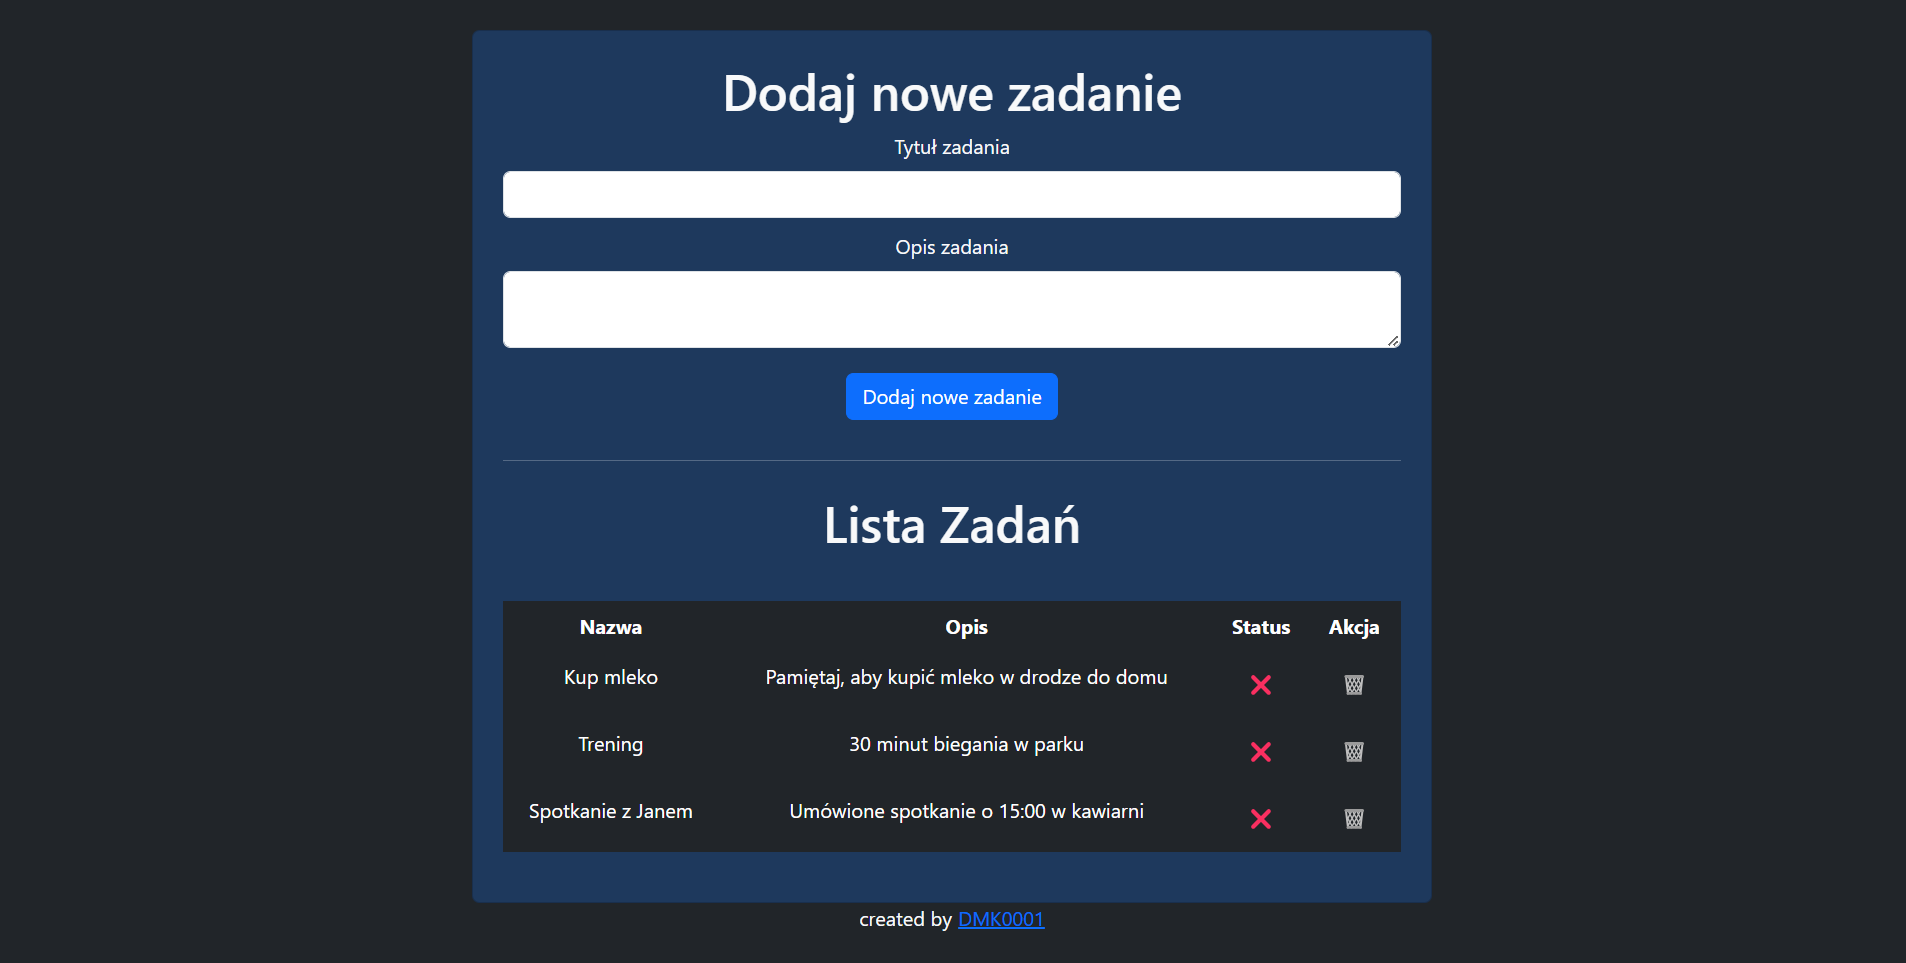 Dodaj nowe zadanie
Tytuł zadania
Opis zadania
Dodaj nowe zadanie
Lista Zadań
Nazwa Opis Status Akcja
Kup mleko Pamiętaj, aby kupić mleko w drodze do domu
Trening 30 minut biegania w parku
Spotkanie z Janem Umówione spotkanie o 15:00 w kawiarni
created by DMK0001